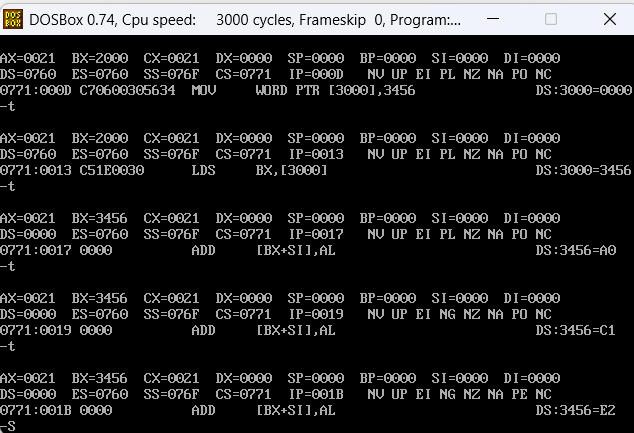 DOS
BOX
DOSBox 0.74, Cpu speed: 3000 cycles, Frameskip 0, Program:...
AX=0021 BX=2000 CX=0021 DX=0000 SP=0000 BP=0000 SI=0000 DI=0000
DS=0760 ES=0760 SS=076F CS=0771 IP=000D NV UP EI PL NZ NA PO NC
0771:000D C70600305634 MOV WORD PTR [3000],3456 DS:3000=0000
-t
AX=0021 BX=2000 CX=0021 DX=0000 SP=0000 BP=0000 SI=0000 DI=0000
DS=0760 ES=0760 SS=076F CS=0771 IP=0013 NV UP EI PL NZ NA PO NC
0771:0013 C51E0030 LDS BX,[3000] DS:3000=3456
-t
AX=0021 BX=3456 CX=0021 DX=0000 SP=0000 BP=0000 SI=0000 DI=0000
DS=0000 ES=0760 SS=076F CS=0771 IP=0017 NV UP EI PL NZ NA PO NC
0771:0017 0000 ADD [BX+SI],AL DS:3456=A0
-t
AX=0021 BX=3456 CX=0021 DX=0000 SP=0000 BP=0000 SI=0000 DI=0000
DS=0000 ES=0760 SS=076F CS=0771 IP=0019 NV UP EI NG NZ NA PO NC
0771:0019 0000 ADD [BX+SI],AL DS:3456=C1
-t
AX=0021 BX=3456 CX=0021 DX=0000 SP=0000 BP=0000 SI=0000 DI=0000
DS=0000 ES=0760 SS=076F CS=0771 IP=001B NV UP EI NG NZ NA PE NC
0771:001B 0000 ADD [BX+SI],AL DS:3456=E2
-S